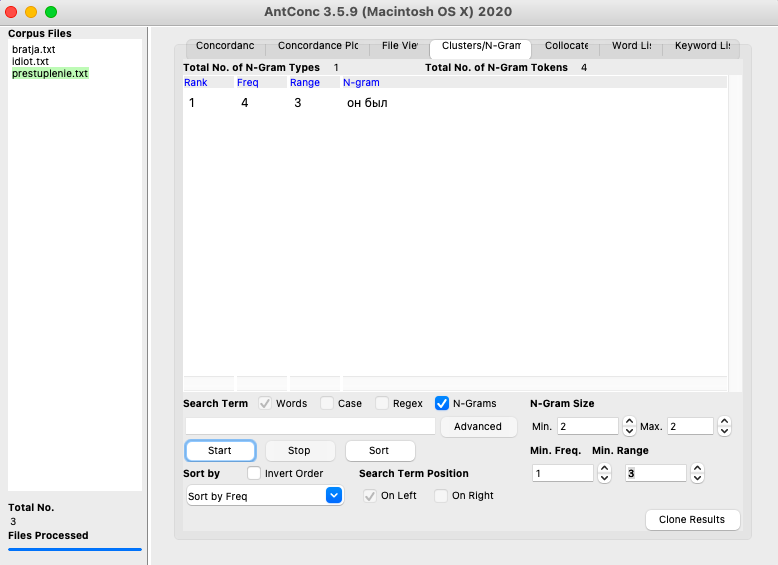 AntConc 3.5.9 (Macintosh OS X) 2020
Corpus Files
bratja.txt
idiot.txt
prestuplenie.txt
Concordanc Concordance Plc File Viev Clusters/N-Gram Collocate Word Lis Keyword Lis
Total No. of N-Gram Types 1 Total No. of N-Gram Tokens 4
Rank Freq Range N-gram
1 4 3 он был
Search Term Words Case Regex N-Grams N-Gram Size
Advanced Min. 2 Max. 2
Start Stop Sort Min. Freq. Min. Range
Sort by Invert Order Search Term Position 1 3
Sort by Freq On Left On Right
Total No.
3
Files Processed
Clone Results